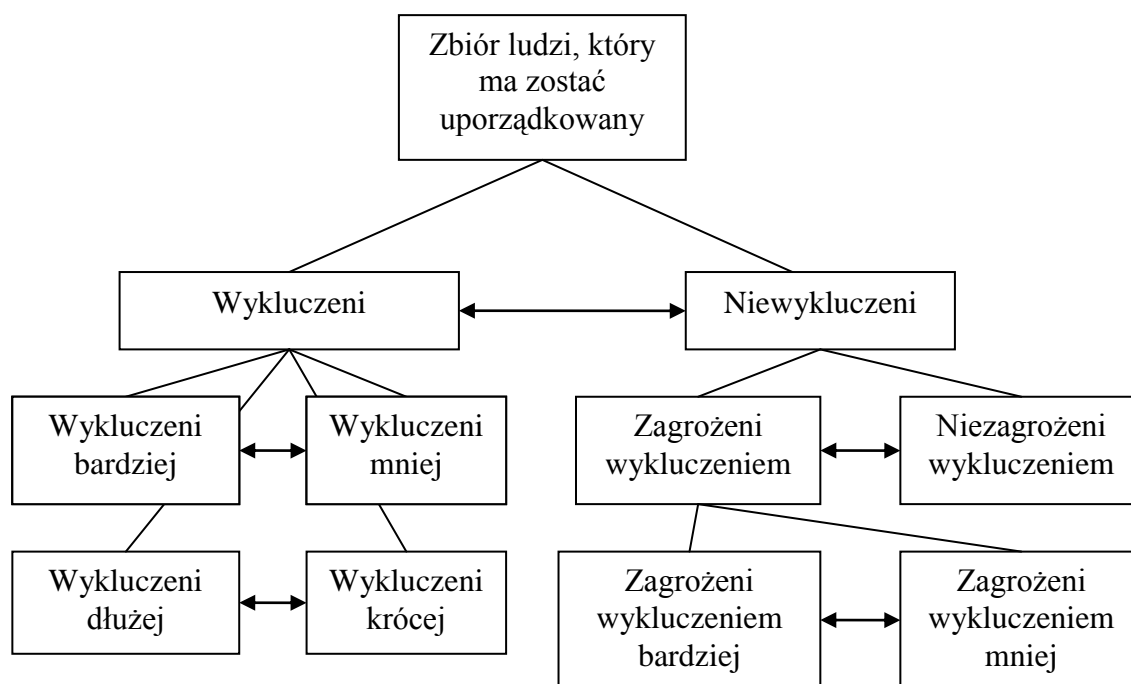 Zbiór ludzi, który
ma zostać
uporządkowany
Wykluczeni
Niewykluczeni
Wykluczeni
bardziej
Wykluczeni
mniej
Zagrożeni
wykluczeniem
Niezagrożeni
wykluczeniem
Wykluczeni
dłużej
Wykluczeni
krócej
Zagrożeni
wykluczeniem
bardziej
Zagrożeni
wykluczeniem
mniej